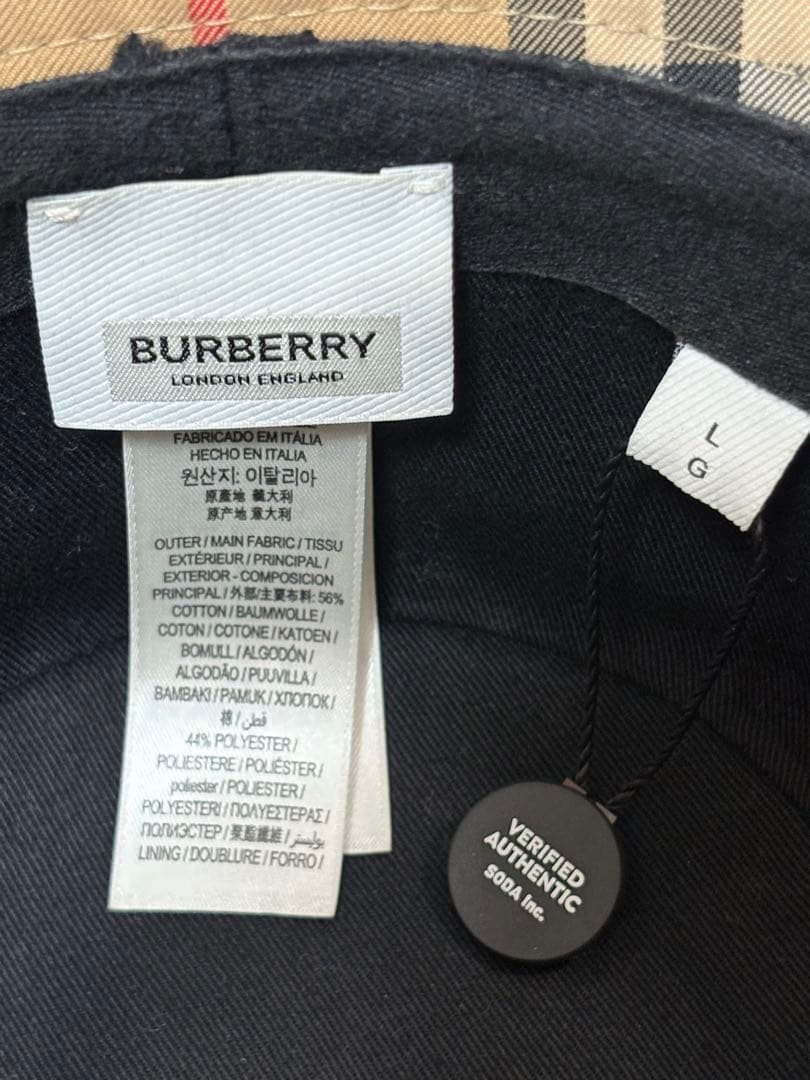 BURBERRY
LONDON ENGLAND
FABRICADO EM ITÁLIA
HECHO EN ITALIA
원산지: 이탈리아
原產地 義大利
原产地 意大利
OUTER / MAIN FABRIC / TISSU
EXTÉRIEUR / PRINCIPAL /
EXTERIOR - COMPOSICION
PRINCIPAL / 外部/主要布料: 56%
COTTON / BAUMWOLLE /
COTON / COTONE / KATOEN /
BOMULL / ALGODÓN /
ALGODÃO / PUUVILLA /
BAMBAKI / PAMUK / ХЛОПОК /
棉 / قطن /
44% POLYESTER /
POLIESTERE / POLIÉSTER /
poliester / POLIESTER /
POLYESTERI / ΠΟΛΥΕΣΤΕΡΑΣ /
ПОЛИЭСТЕР / 聚酯纖維 / بوليستر /
LINING / DOUBLURE / FORRO /
L
G
VERIFIED
AUTHENTIC
SODA Inc.